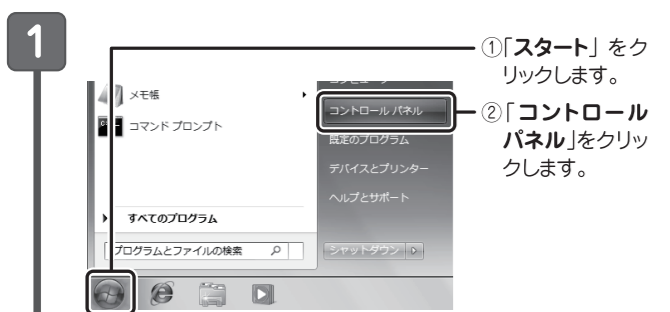 1
①「スタート」をク
リックします。
メモ帳
コマンド プロンプト
コントロール パネル
②「コントロール
パネル」をクリッ
クします。
既定のプログラム
デバイスとプリンター
ヘルプとサポート
すべてのプログラム
プログラムとファイルの検索
シャットダウン